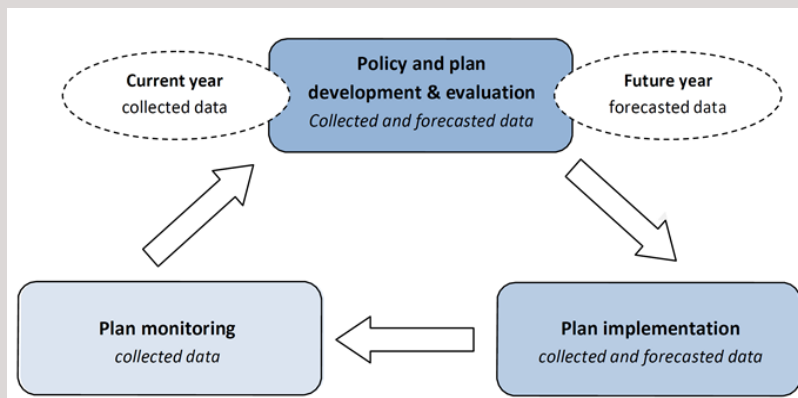 Current year
collected data
Policy and plan
development & evaluation
Collected and forecasted data
Future year
forecasted data
Plan monitoring
collected data
Plan implementation
collected and forecasted data